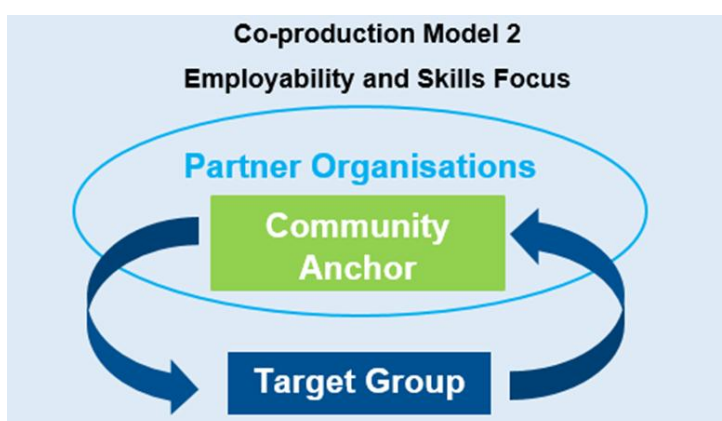 Co-production Model 2
Employability and Skills Focus
Partner Organisations
Community
Anchor
Target Group